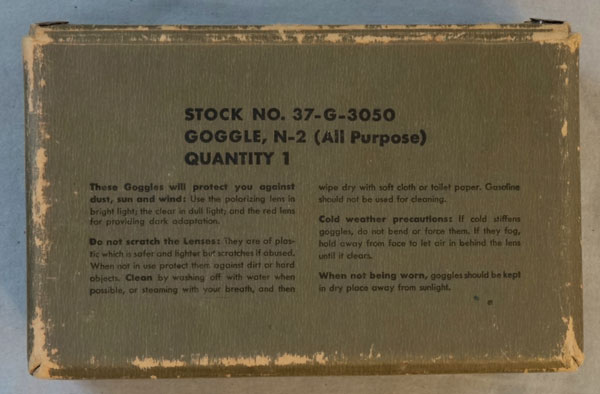 STOCK NO. 37-G-3050
GOGGLE, N-2 (All Purpose)
QUANTITY 1
These Goggles will protect you against
dust, sun and wind: Use the polarizing lens in
bright light; the clear in dull light; and the red lens
for providing dark adaptation.
Do not scratch the Lenses: They are of plas-
tic which is safer and lighter but scratches if abused.
When not in use protect them against dirt or hard
objects. Clean by washing off with water when
possible, or steaming with your breath, and then
wipe dry with soft cloth or toilet paper. Gasoline
should not be used for cleaning.
Cold weather precautions: If cold stiffens
goggles, do not bend or force them. If they fog,
hold away from face to let air in behind the lens
until it clears.
When not being worn, goggles should be kept
in dry place away from sunlight.